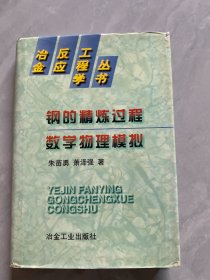 冶金反应工程学丛书
钢的精炼过程
数学物理模拟
朱苗勇 萧泽强 著
YEJIN FANYING
GONGCHENGXUE
CONGSHU
冶金工业出版社